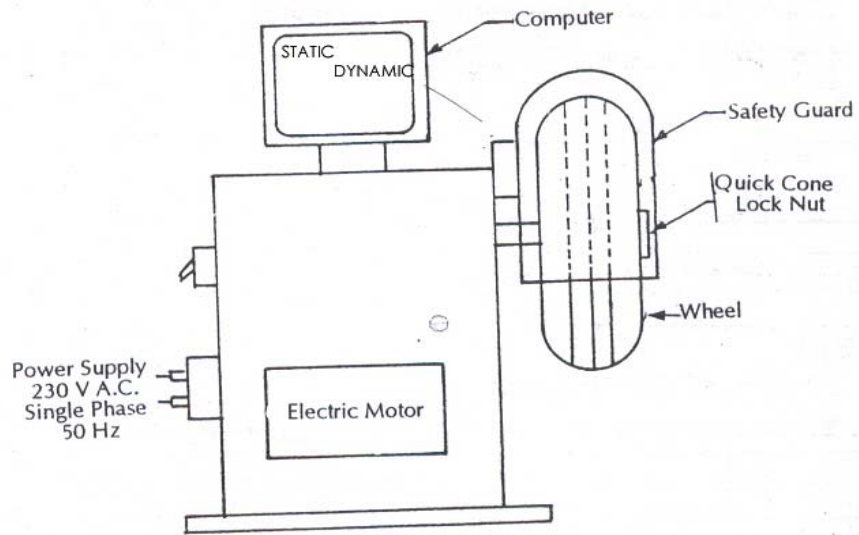 Computer
STATIC
DYNAMIC
Safety Guard
Quick Cone
Lock Nut
Wheel
Power Supply
230 V A.C.
Single Phase
50 Hz
Electric Motor